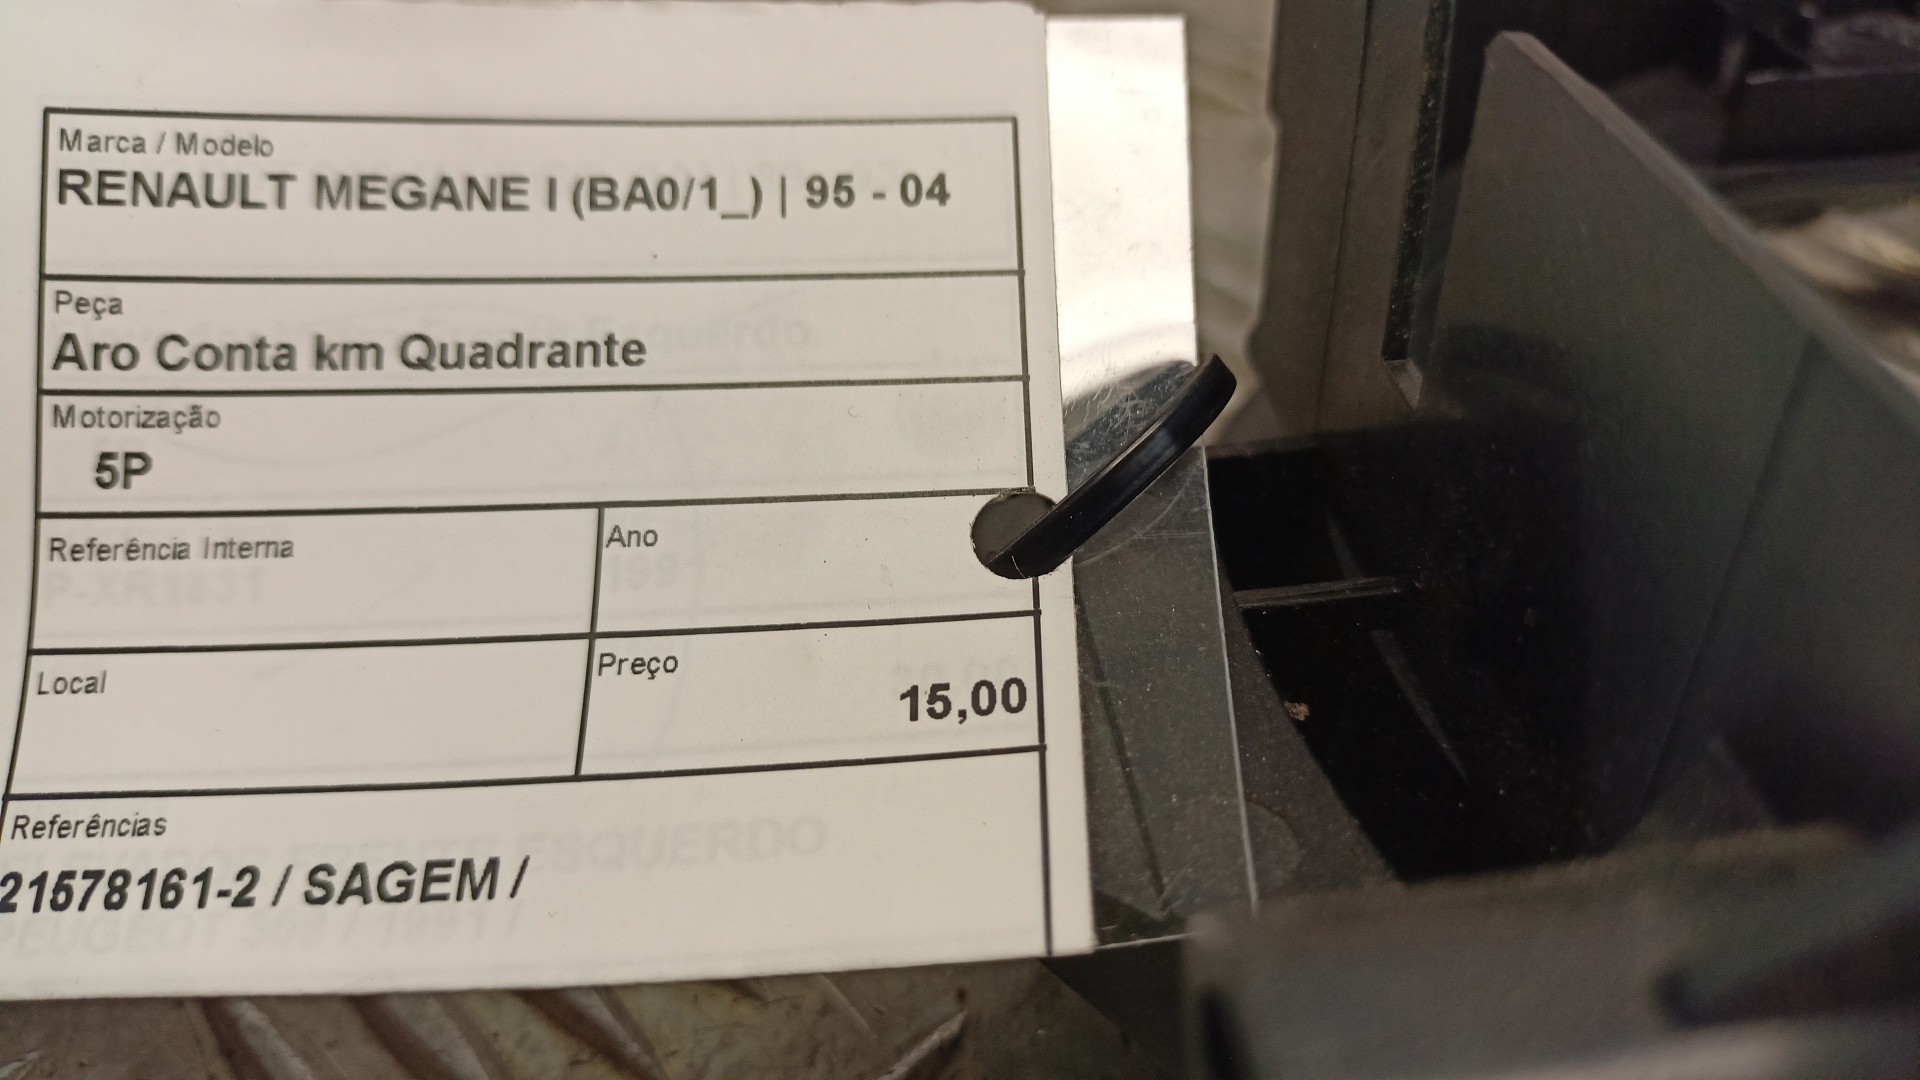 Marca / Modelo
RENAULT MEGANE I (BA0/1_) | 95 - 04
Peça
Aro Conta km Quadrante
Motorização
5P
Referência Interna
Ano
Local
Preço
15,00
Referências
21578161-2 / SAGEM /